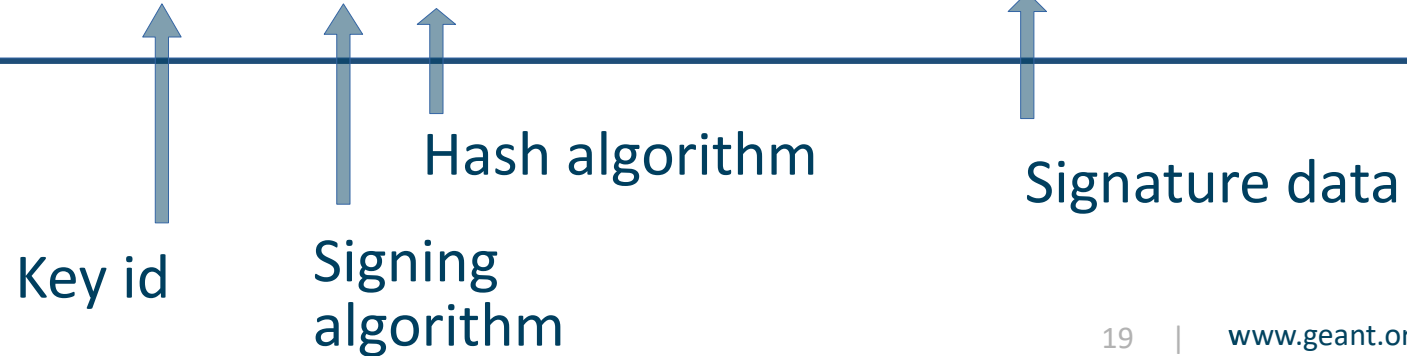 Hash algorithm
Signature data
Key id
Signing
algorithm
19 | www.geant.or